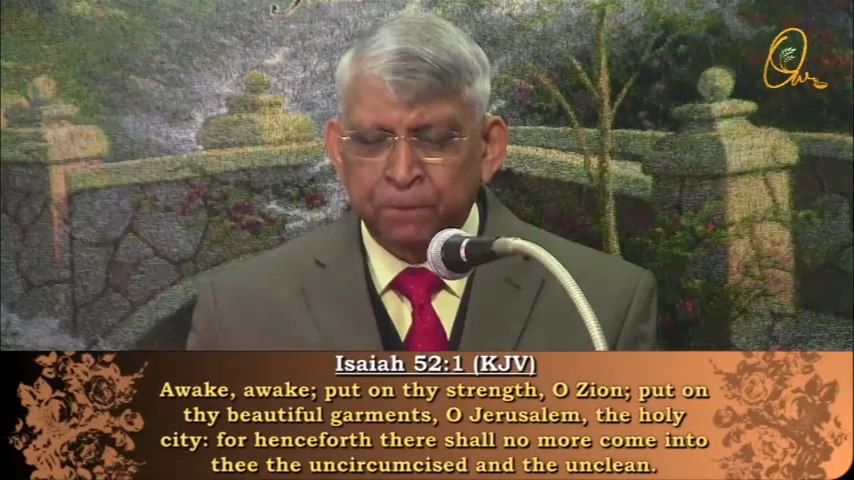 Isaiah 52:1 (KJV)
Awake, awake; put on thy strength, O Zion; put on
thy beautiful garments, O Jerusalem, the holy
city: for henceforth there shall no more come into
thee the uncircumcised and the unclean.